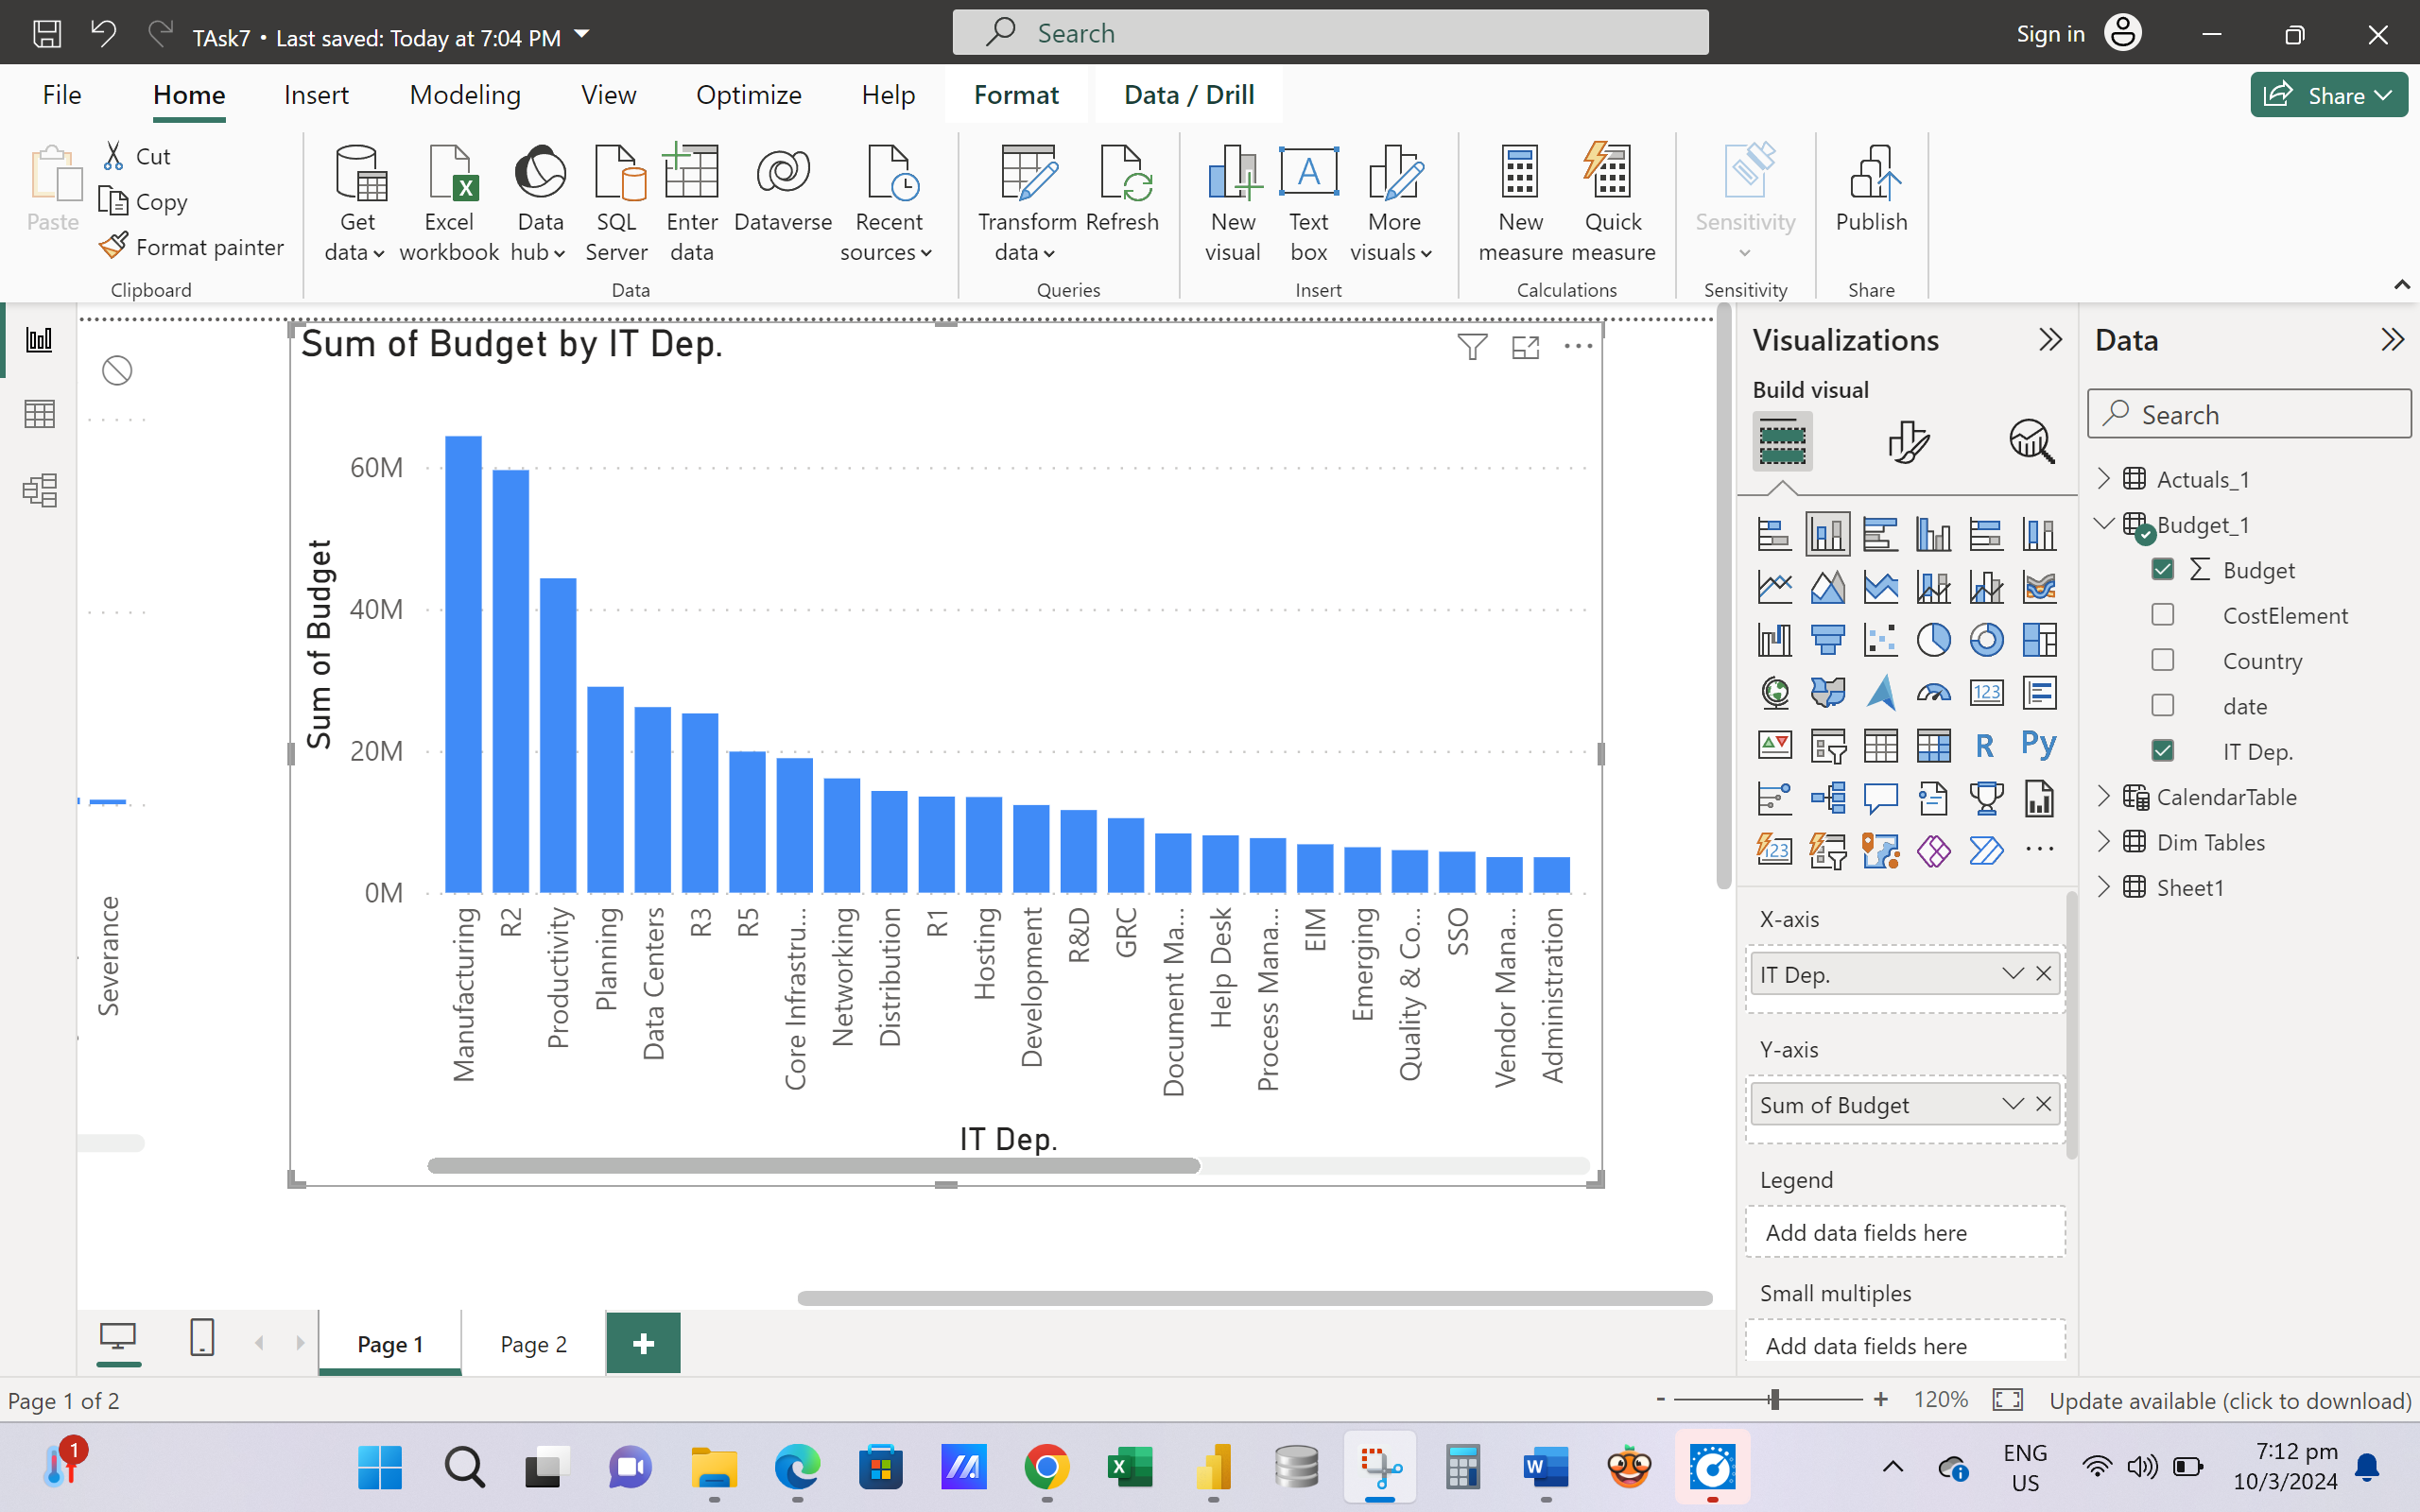 TAsk7 • Last saved: Today at 7:04 PM
Search
Sign in
File Home Insert Modeling View Optimize Help Format Data / Drill
Share
Paste
Cut
Copy
Format painter
Clipboard
Get data
Excel workbook
Data hub
SQL Server
Enter data
Dataverse
Recent sources
Data
Transform data
Refresh
Queries
New visual
Text box
More visuals
Insert
New measure
Quick measure
Calculations
Sensitivity
Sensitivity
Publish
Share
Severance
Sum of Budget by IT Dep.
Sum of Budget
60M
40M
20M
0M
Manufacturing
R2
Productivity
Planning
Data Centers
R3
R5
Core Infrastru...
Networking
Distribution
R1
Hosting
Development
R&D
GRC
Document Ma...
Help Desk
Process Mana...
EIM
Emerging
Quality & Co...
SSO
Vendor Mana...
Administration
IT Dep.
Visualizations
Build visual
123
R
Py
123
X-axis
IT Dep.
Y-axis
Sum of Budget
Legend
Add data fields here
Small multiples
Add data fields here
Data
Search
Actuals_1
Budget_1
Budget
CostElement
Country
date
IT Dep.
CalendarTable
Dim Tables
Sheet1
Page 1
Page 2
Page 1 of 2
- + 120%
Update available (click to download)
1
ENG
US
7:12 pm
10/3/2024